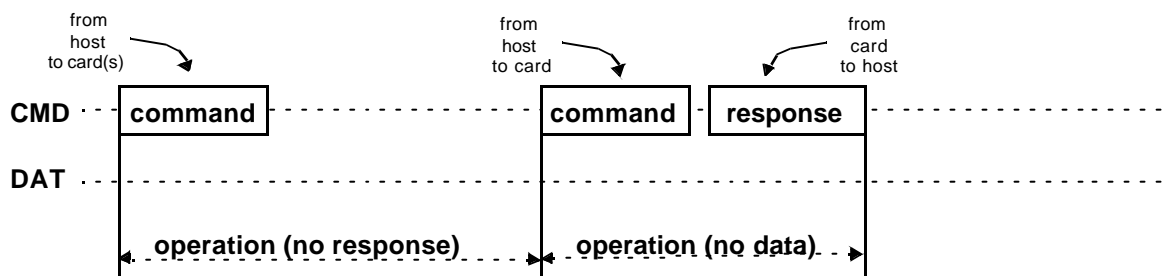 from
host
to card(s)
from
host
to card
from
card
to host
CMD
command
command
response
DAT
operation (no response)
operation (no data)